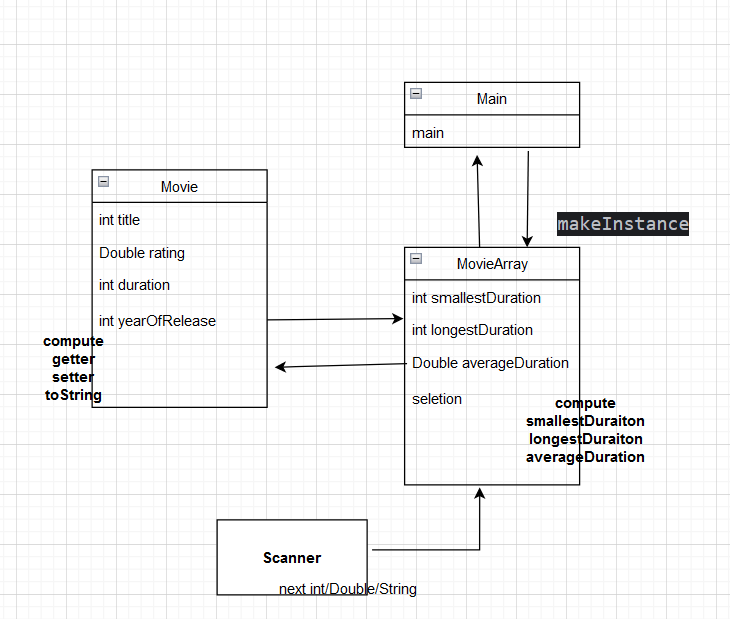 Main
main
makeInstance
Movie
int title
Double rating
int duration
int yearOfRelease
compute
getter
setter
toString
MovieArray
int smallestDuration
int longestDuration
Double averageDuration
seletion
compute
smallestDuraiton
longestDuraiton
averageDuration
Scanner
next int/Double/String